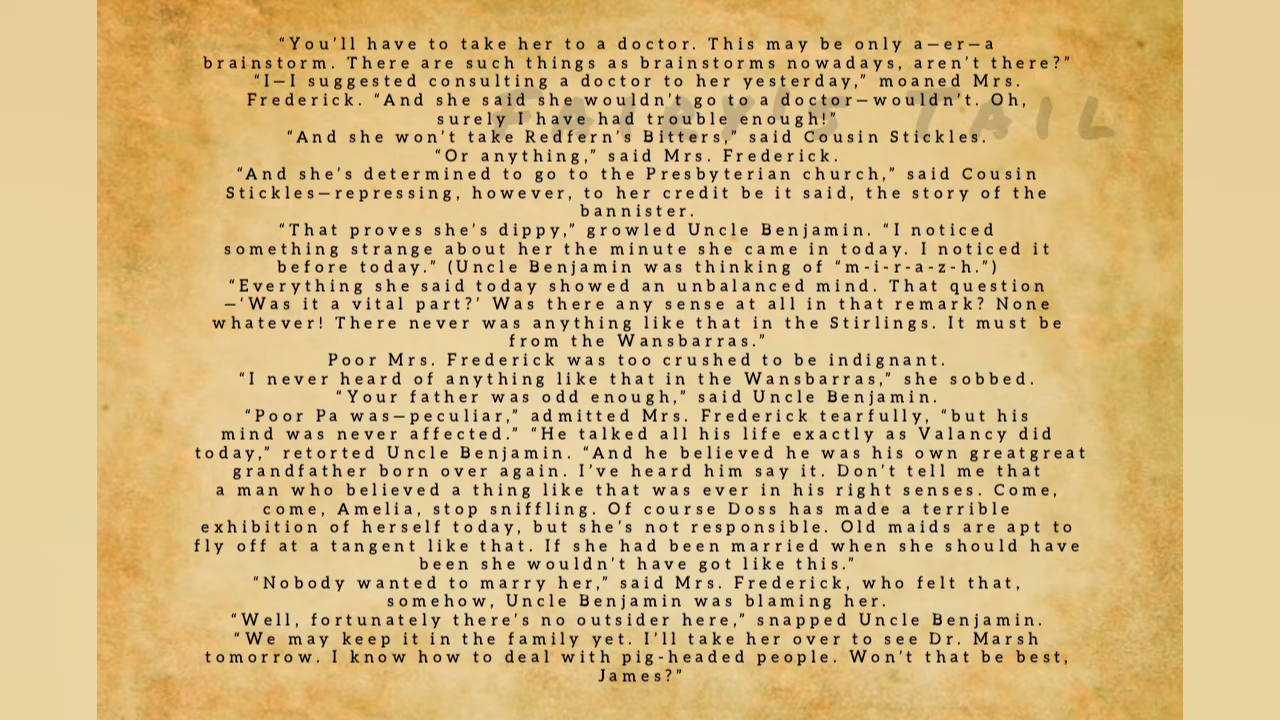 “You’ll have to take her to a doctor. This may be only a—er—a
brainstorm. There are such things as brainstorms nowadays, aren’t there?”
“I—I suggested consulting a doctor to her yesterday,” moaned Mrs.
Frederick. “And she said she wouldn’t go to a doctor—wouldn’t. Oh,
surely I have had trouble enough!”
“And she won’t take Redfern’s Bitters,” said Cousin Stickles.
“Or anything,” said Mrs. Frederick.
“And she’s determined to go to the Presbyterian church,” said Cousin
Stickles—repressing, however, to her credit be it said, the story of the
bannister.
“That proves she’s dippy,” growled Uncle Benjamin. “I noticed
something strange about her the minute she came in today. I noticed it
before today.” (Uncle Benjamin was thinking of “m-i-r-a-z-h.”)
“Everything she said today showed an unbalanced mind. That question
—‘Was it a vital part?’ Was there any sense at all in that remark? None
whatever! There never was anything like that in the Stirlings. It must be
from the Wansbarras.”
Poor Mrs. Frederick was too crushed to be indignant.
“I never heard of anything like that in the Wansbarras,” she sobbed.
“Your father was odd enough,” said Uncle Benjamin.
“Poor Pa was—peculiar,” admitted Mrs. Frederick tearfully, “but his
mind was never affected.” “He talked all his life exactly as Valancy did
today,” retorted Uncle Benjamin. “And he believed he was his own greatgreat
grandfather born over again. I’ve heard him say it. Don’t tell me that
a man who believed a thing like that was ever in his right senses. Come,
come, Amelia, stop sniffling. Of course Doss has made a terrible
exhibition of herself today, but she’s not responsible. Old maids are apt to
fly off at a tangent like that. If she had been married when she should have
been she wouldn’t have got like this.”
“Nobody wanted to marry her,” said Mrs. Frederick, who felt that,
somehow, Uncle Benjamin was blaming her.
“Well, fortunately there’s no outsider here,” snapped Uncle Benjamin.
“We may keep it in the family yet. I’ll take her over to see Dr. Marsh
tomorrow. I know how to deal with pig-headed people. Won’t that be best,
James?”
TAIL